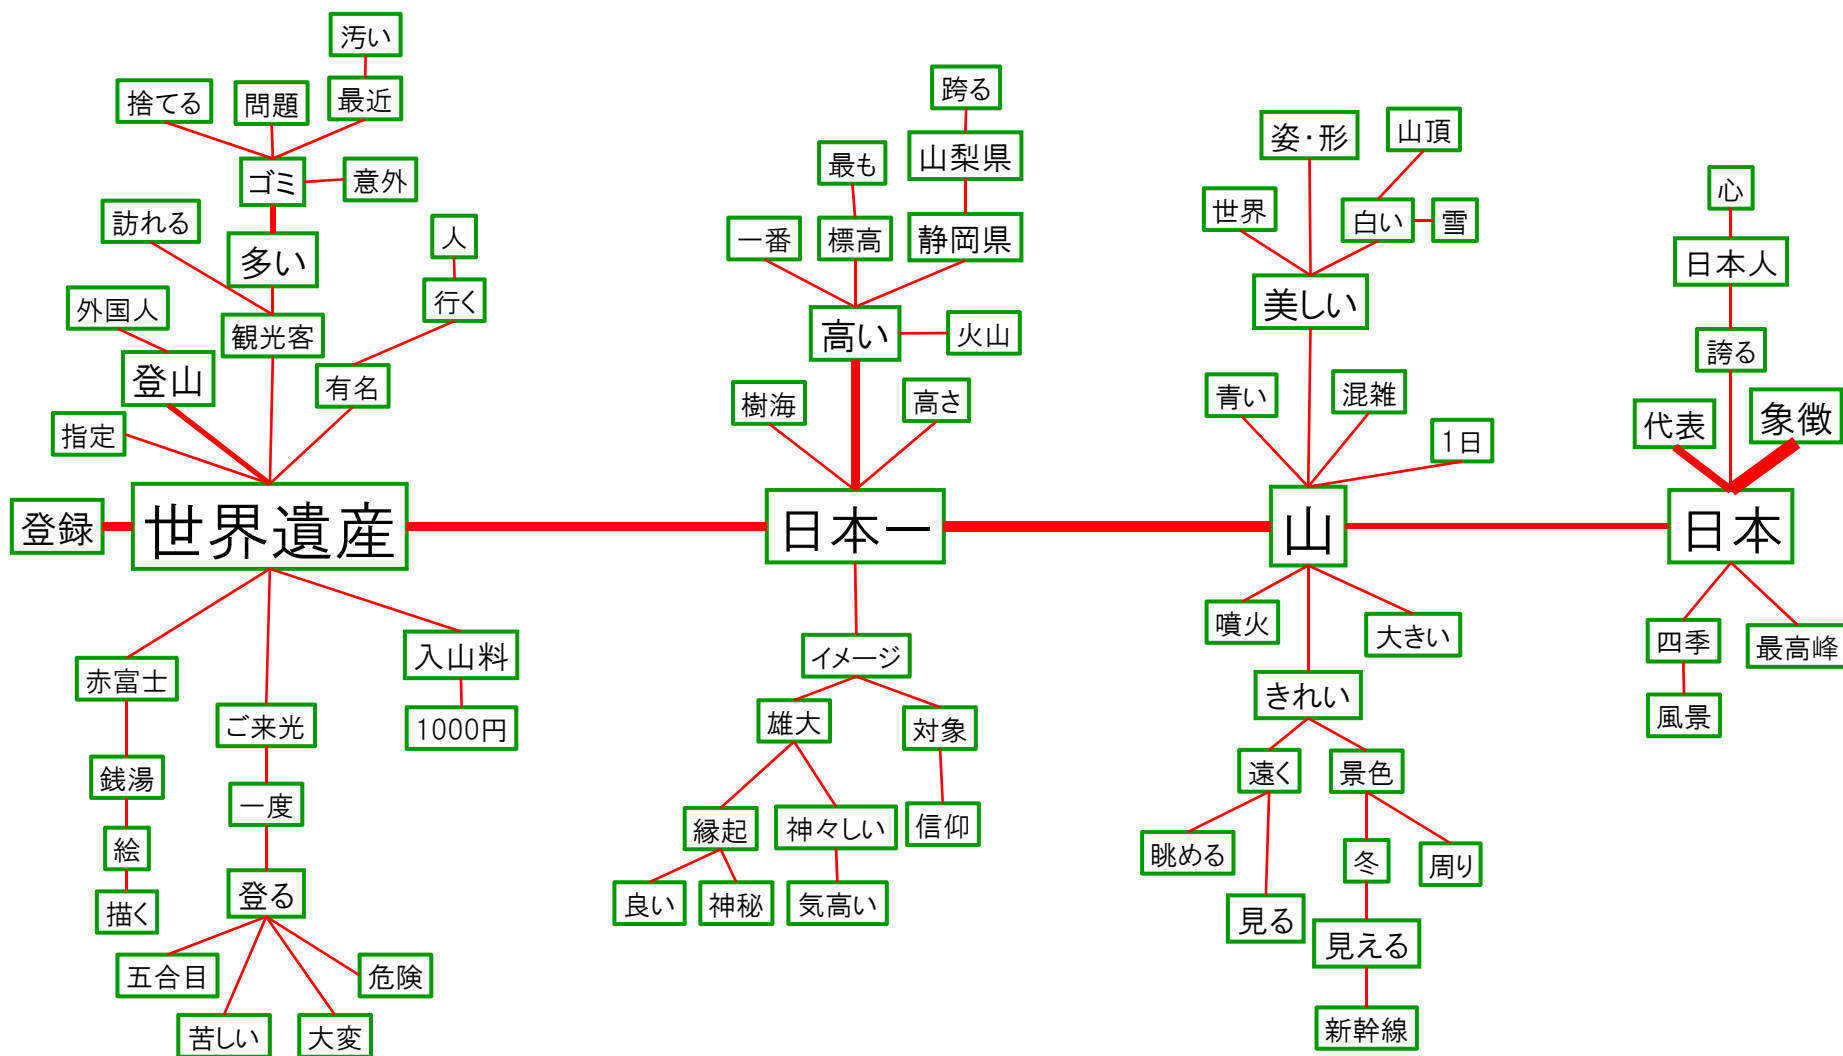 汚い
捨てる
問題
最近
ゴミ
意外
訪れる
多い
人
外国人
観光客
行く
登山
有名
指定
登録
世界遺産
赤富士
ご来光
入山料
1000円
銭湯
一度
絵
登る
描く
五合目
危険
苦しい
大変
跨る
最も
山梨県
一番
標高
静岡県
高い
火山
樹海
高さ
日本一
イメージ
雄大
対象
縁起
神々しい
信仰
良い
神秘
気高い
姿・形
山頂
世界
白い
雪
美しい
青い
混雑
1日
山
噴火
大きい
きれい
遠く
景色
眺める
冬
周り
見る
見える
新幹線
心
日本人
誇る
代表
象徴
日本
四季
最高峰
風景